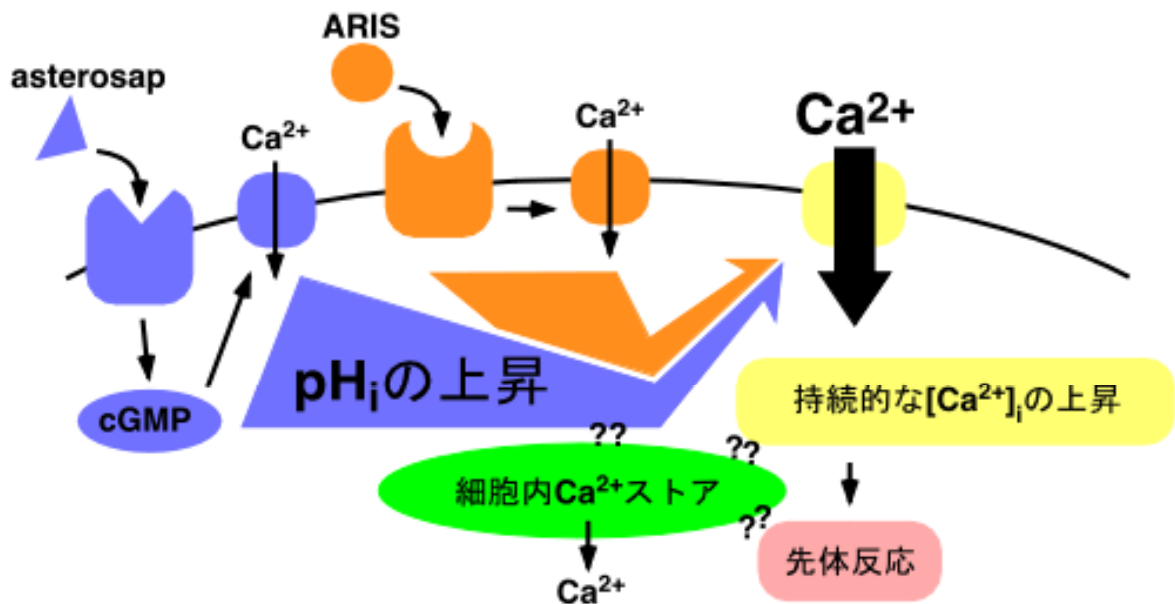 ARIS
asterosap
Ca²⁺
Ca²⁺
Ca²⁺
pHᵢの上昇
cGMP
持続的な[Ca²⁺]ᵢの上昇
??
??
細胞内Ca²⁺ストア
??
先体反応
Ca²⁺